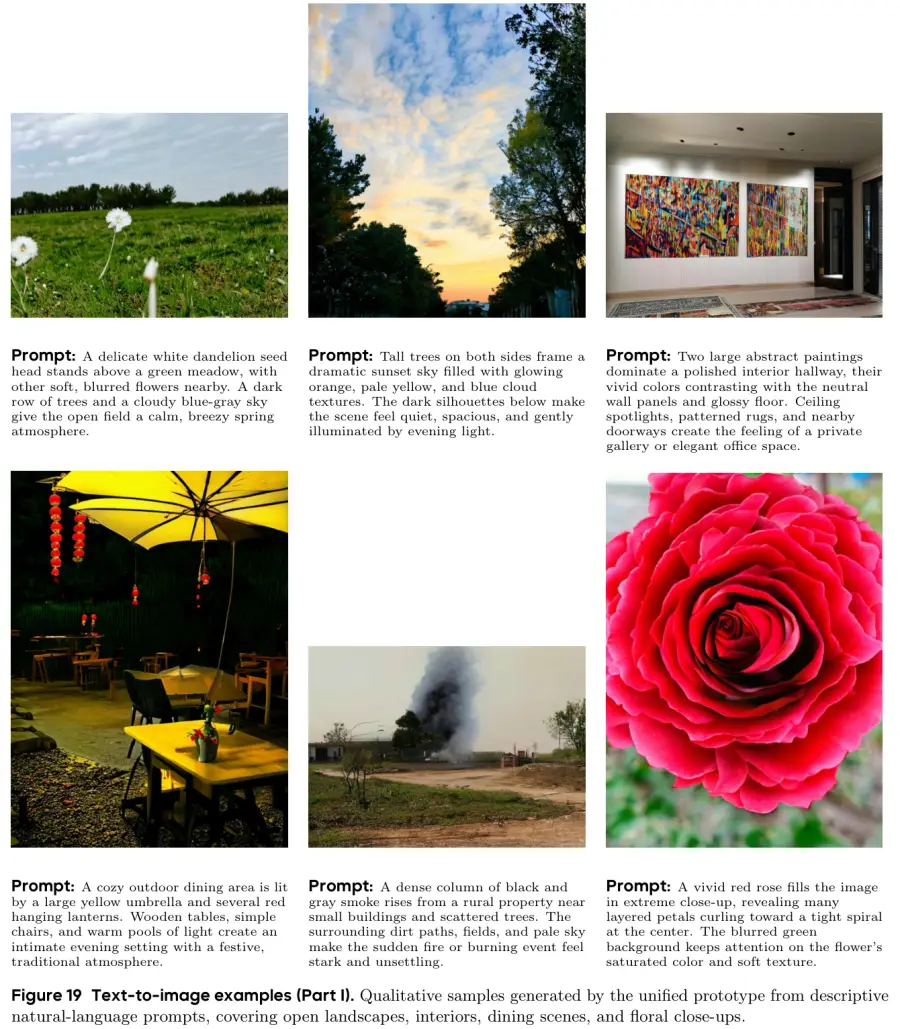 Prompt: A delicate white dandelion seed
head stands above a green meadow, with
other soft, blurred flowers nearby. A dark
row of trees and a cloudy blue-gray sky
give the open field a calm, breezy spring
atmosphere.
Prompt: Tall trees on both sides frame a
dramatic sunset sky filled with glowing
orange, pale yellow, and blue cloud
textures. The dark silhouettes below make
the scene feel quiet, spacious, and gently
illuminated by evening light.
Prompt: Two large abstract paintings
dominate a polished interior hallway, their
vivid colors contrasting with the neutral
wall panels and glossy floor. Ceiling
spotlights, patterned rugs, and nearby
doorways create the feeling of a private
gallery or elegant office space.
Prompt: A cozy outdoor dining area is lit
by a large yellow umbrella and several red
hanging lanterns. Wooden tables, simple
chairs, and warm pools of light create an
intimate evening setting with a festive,
traditional atmosphere.
Prompt: A dense column of black and
gray smoke rises from a rural property near
small buildings and scattered trees. The
surrounding dirt paths, fields, and pale sky
make the sudden fire or burning event feel
stark and unsettling.
Prompt: A vivid red rose fills the image
in extreme close-up, revealing many
layered petals curling toward a tight spiral
at the center. The blurred green
background keeps attention on the flower's
saturated color and soft texture.
Figure 19 Text-to-image examples (Part I). Qualitative samples generated by the unified prototype from descriptive
natural-language prompts, covering open landscapes, interiors, dining scenes, and floral close-ups.